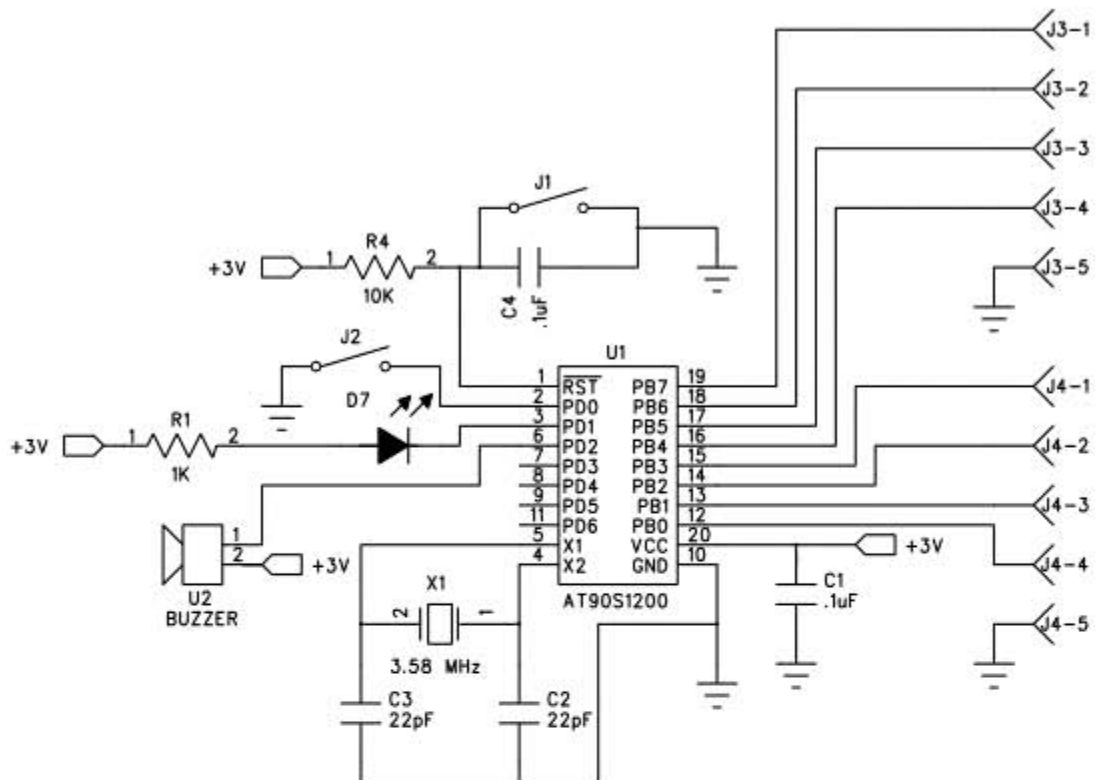 J3-1
J3-2
J3-3
J1
J3-4
R4
+3V 1 2
10K
C4
.1uF
J3-5
J2
U1
1 RST PB7 19
2 PD0 PB6 18
3 PD1 PB5 17
6 PD2 PB4 16
7 PD3 PB3 15
8 PD4 PB2 14
9 PD5 PB1 13
11 PD6 PB0 12
5 X1 VCC 20
4 X2 GND 10
AT90S1200
J4-1
D7
R1
+3V 1 2
1K
J4-2
J4-3
1
2 +3V
U2
BUZZER
+3V
J4-4
X1
2 1
3.58 MHz
C1
.1uF
J4-5
C3
22pF
C2
22pF